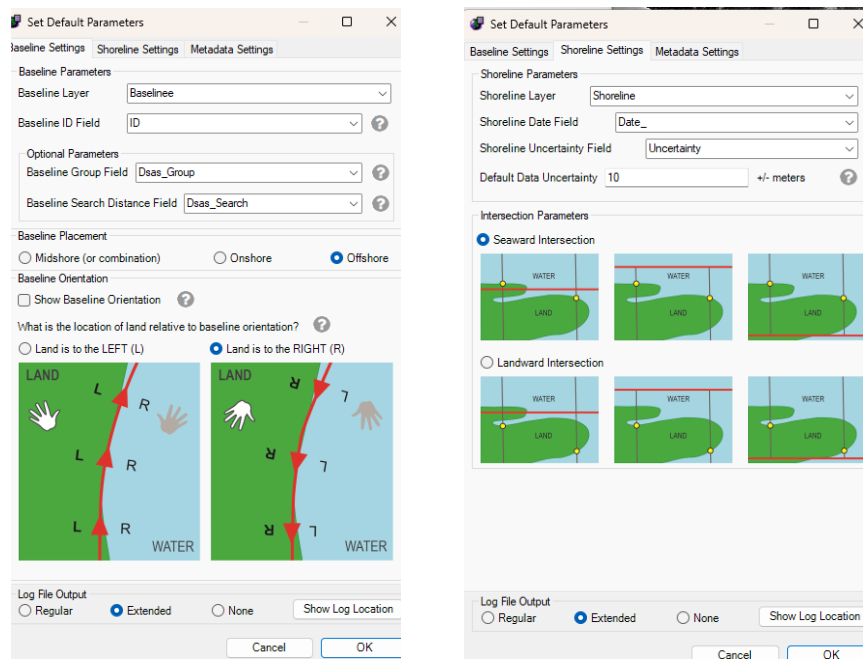 Set Default Parameters
Baseline Settings Shoreline Settings Metadata Settings
Baseline Parameters
Baseline Layer Baselinee
Baseline ID Field ID
Optional Parameters
Baseline Group Field Dsas_Group
Baseline Search Distance Field Dsas_Search
Baseline Placement
Midshore (or combination) Onshore Offshore
Baseline Orientation
Show Baseline Orientation
What is the location of land relative to baseline orientation?
Land is to the LEFT (L) Land is to the RIGHT (R)
LAND LAND
L R R L
L R R L
L R R L
WATER WATER
Log File Output
Regular Extended None Show Log Location
Cancel OK
Set Default Parameters
Baseline Settings Shoreline Settings Metadata Settings
Shoreline Parameters
Shoreline Layer Shoreline
Shoreline Date Field Date_
Shoreline Uncertainty Field Uncertainty
Default Data Uncertainty 10 +/- meters
Intersection Parameters
Seaward Intersection
WATER WATER WATER
LAND LAND LAND
Landward Intersection
WATER WATER WATER
LAND LAND LAND
Log File Output
Regular Extended None Show Log Location
Cancel OK